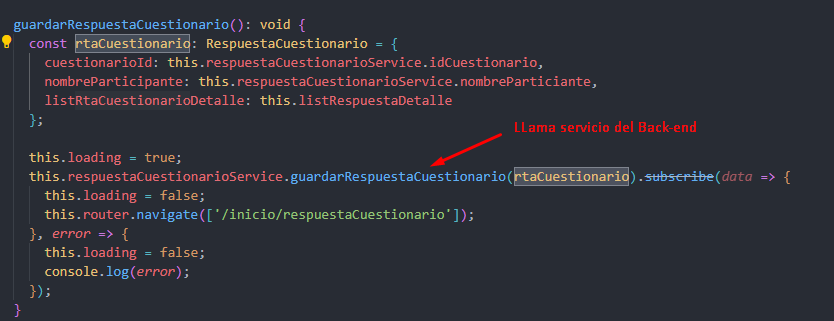 guardarRespuestaCuestionario(): void {
const rtaCuestionario: RespuestaCuestionario = {
cuestionarioId: this.respuestaCuestionarioService.idCuestionario,
nombreParticipante: this.respuestaCuestionarioService.nombreParticiante,
listRtaCuestionarioDetalle: this.listRespuestaDetalle
};
LLama servicio del Back-end
this.loading = true;
this.respuestaCuestionarioService.guardarRespuestaCuestionario(rtaCuestionario).subscribe(data => {
this.loading = false;
this.router.navigate(['/inicio/respuestaCuestionario']);
}, error => {
this.loading = false;
console.log(error);
});
}